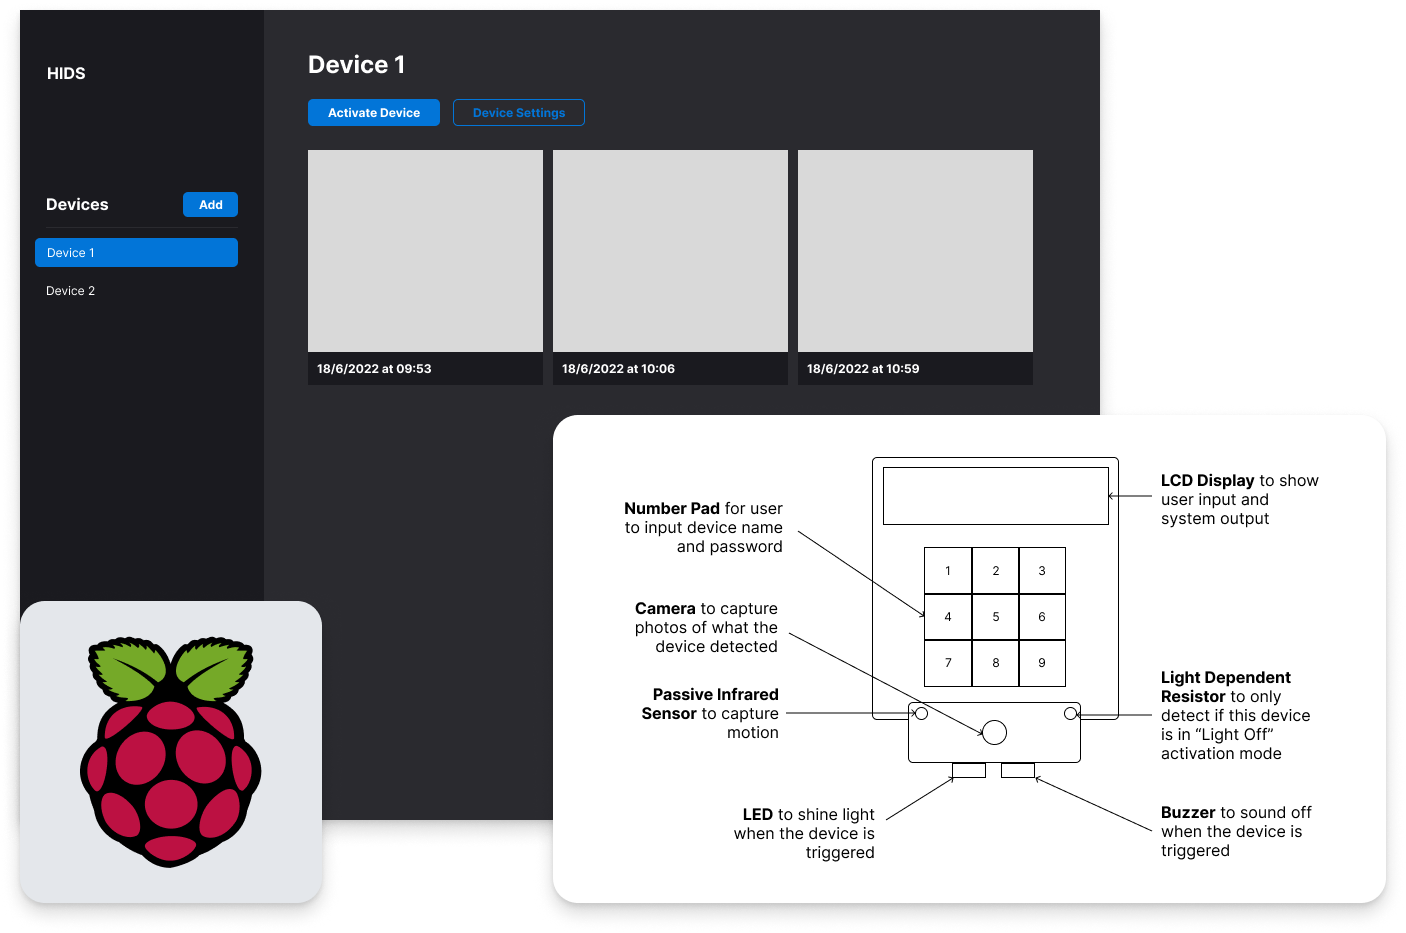 HIDS
Devices
Add
Device 1
Device 2
Device 1
Activate Device
Device Settings
18/6/2022 at 09:53
18/6/2022 at 10:06
18/6/2022 at 10:59
Number Pad for user
to input device name
and password
Camera to capture
photos of what the
device detected
Passive Infrared
Sensor to capture
motion
LED to shine light
when the device is
triggered
1 2 3
4 5 6
7 8 9
LCD Display to show
user input and
system output
Light Dependent
Resistor to only
detect if this device
is in “Light Off”
activation mode
Buzzer to sound off
when the device is
triggered